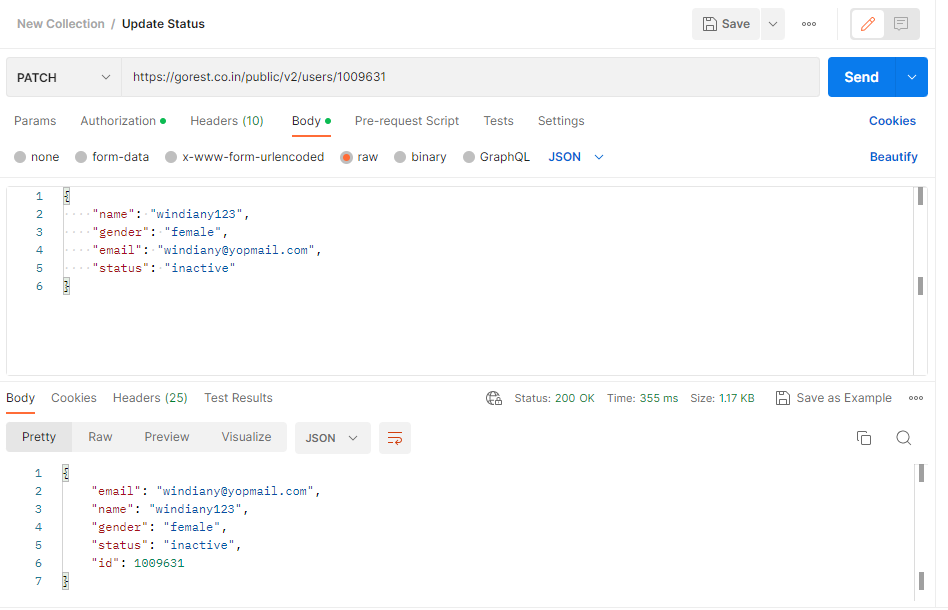 New Collection / Update Status
Save
PATCH
https://gorest.co.in/public/v2/users/1009631
Send
Params Authorization Headers (10) Body Pre-request Script Tests Settings Cookies
none form-data x-www-form-urlencoded raw binary GraphQL JSON Beautify
1 {
2 "name": "windiany123",
3 "gender": "female",
4 "email": "windiany@yopmail.com",
5 "status": "inactive"
6 }
Body Cookies Headers (25) Test Results Status: 200 OK Time: 355 ms Size: 1.17 KB Save as Example
Pretty Raw Preview Visualize JSON
1 {
2 "email": "windiany@yopmail.com",
3 "name": "windiany123",
4 "gender": "female",
5 "status": "inactive",
6 "id": 1009631
7 }